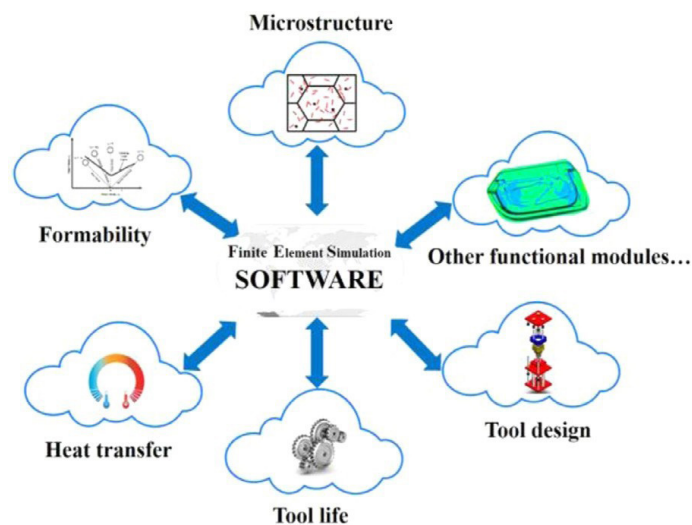 Microstructure
Formability
Finite Element Simulation
SOFTWARE
Other functional modules...
Heat transfer
Tool life
Tool design